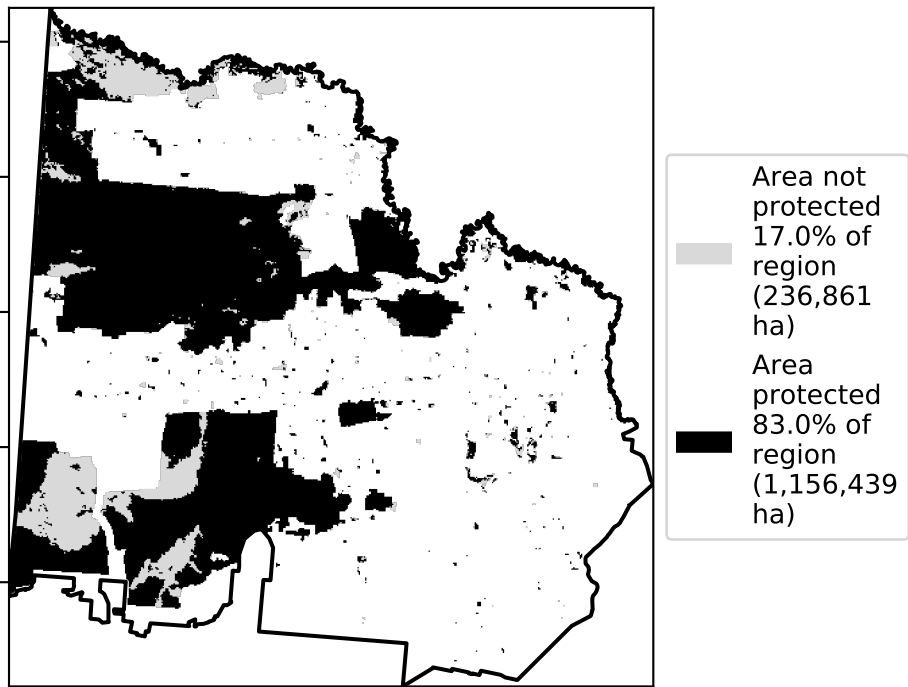 Area not
protected
17.0% of
region
(236,861
ha)
Area
protected
83.0% of
region
(1,156,439
ha)